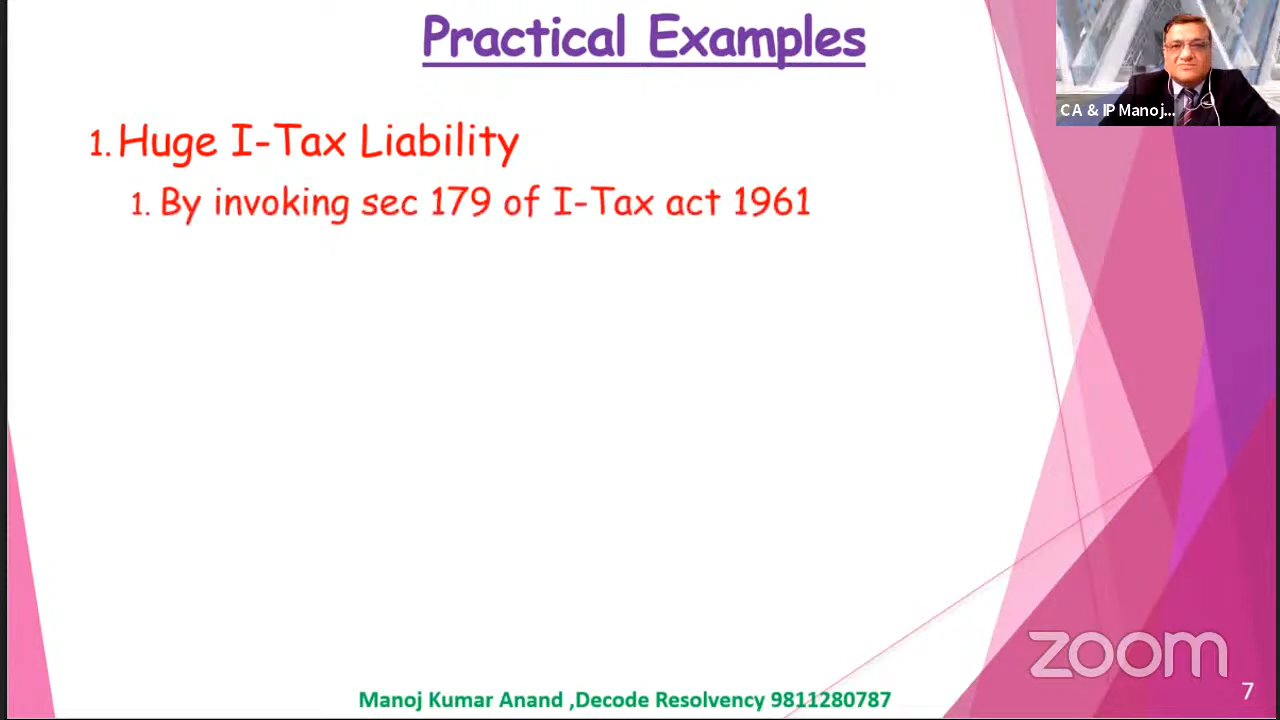 Practical Examples
CA & IP Manoj...
1. Huge I-Tax Liability
1. By invoking sec 179 of I-Tax act 1961
zoom
Manoj Kumar Anand ,Decode Resolvency 9811280787
7